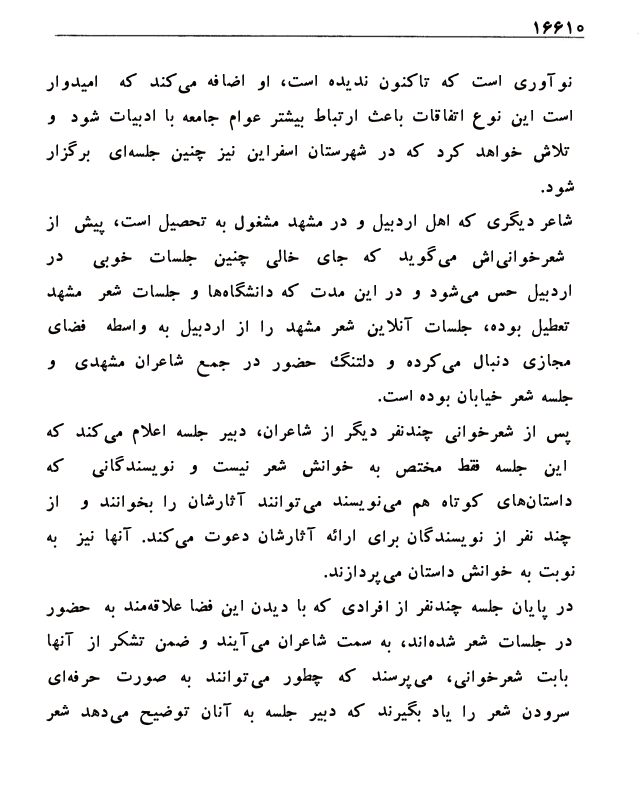 ۱۶۶۱۰
نوآوری است که تاکنون ندیده است، او اضافه می‌کند که امیدوار
است این نوع اتفاقات باعث ارتباط بیشتر عوام جامعه با ادبیات شود و
تلاش خواهد کرد که در شهرستان اسفراین نیز چنین جلسه‌ای برگزار
شود.
شاعر دیگری که اهل اردبیل و در مشهد مشغول به تحصیل است، پیش از
شعرخوانی‌اش می‌گوید که جای خالی چنین جلسات خوبی در
اردبیل حس می‌شود و در این مدت که دانشگاه‌ها و جلسات شعر مشهد
تعطیل بوده، جلسات آنلاین شعر مشهد را از اردبیل به واسطه فضای
مجازی دنبال می‌کرده و دلتنگ حضور در جمع شاعران مشهدی و
جلسه شعر خیابان بوده است.
پس از شعرخوانی چندنفر دیگر از شاعران، دبیر جلسه اعلام می‌کند که
این جلسه فقط مختص به خوانش شعر نیست و نویسندگانی که
داستان‌های کوتاه هم می‌نویسند می‌توانند آثارشان را بخوانند و از
چند نفر از نویسندگان برای ارائه آثارشان دعوت می‌کند. آنها نیز به
نوبت به خوانش داستان می‌پردازند.
در پایان جلسه چندنفر از افرادی که با دیدن این فضا علاقه‌مند به حضور
در جلسات شعر شده‌اند، به سمت شاعران می‌آیند و ضمن تشکر از آنها
بابت شعرخوانی، می‌پرسند که چطور می‌توانند به صورت حرفه‌ای
سرودن شعر را یاد بگیرند که دبیر جلسه به آنان توضیح می‌دهد شعر